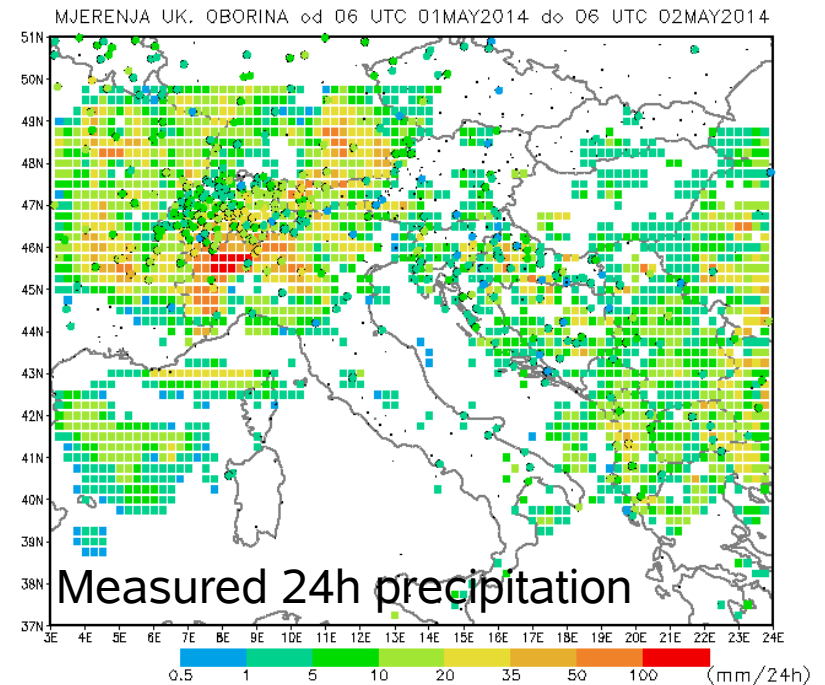 MJERENJA UK. OBORINA od 06 UTC 01MAY2014 do 06 UTC 02MAY2014
51N
50N
49N
48N
47N
46N
45N
44N
43N
42N
41N
40N
39N
38N
37N
Measured 24h precipitation
3E 4E 5E 6E 7E 8E 9E 10E 11E 12E 13E 14E 15E 16E 17E 18E 19E 20E 21E 22E 23E 24E
0.5 1 5 10 20 35 50 100 (mm/24h)